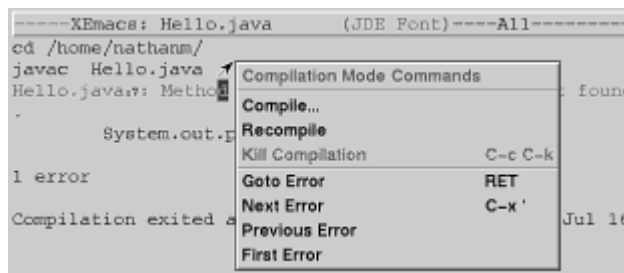 -----XEmacs: Hello.java (JDE Font)----All----------
cd /home/nathanm/
javac Hello.java
Hello.java:7: Method found
System.out.p
1 error
Compilation exited a Jul 16
Compilation Mode Commands
Compile...
Recompile
Kill Compilation C-c C-k
Goto Error RET
Next Error C-x '
Previous Error
First Error